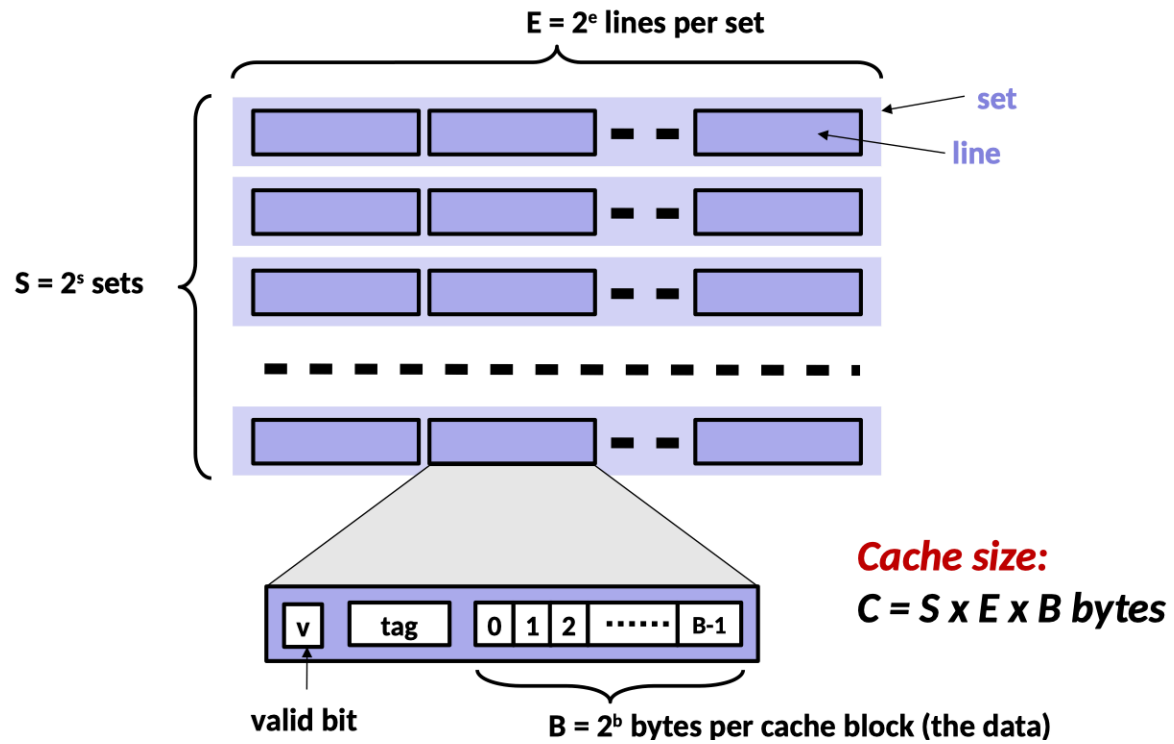 E = 2ᵉ lines per set
set
line
S = 2ˢ sets
v
tag
0
1
2
......
B-1
Cache size:
C = S x E x B bytes
valid bit
B = 2ᵇ bytes per cache block (the data)